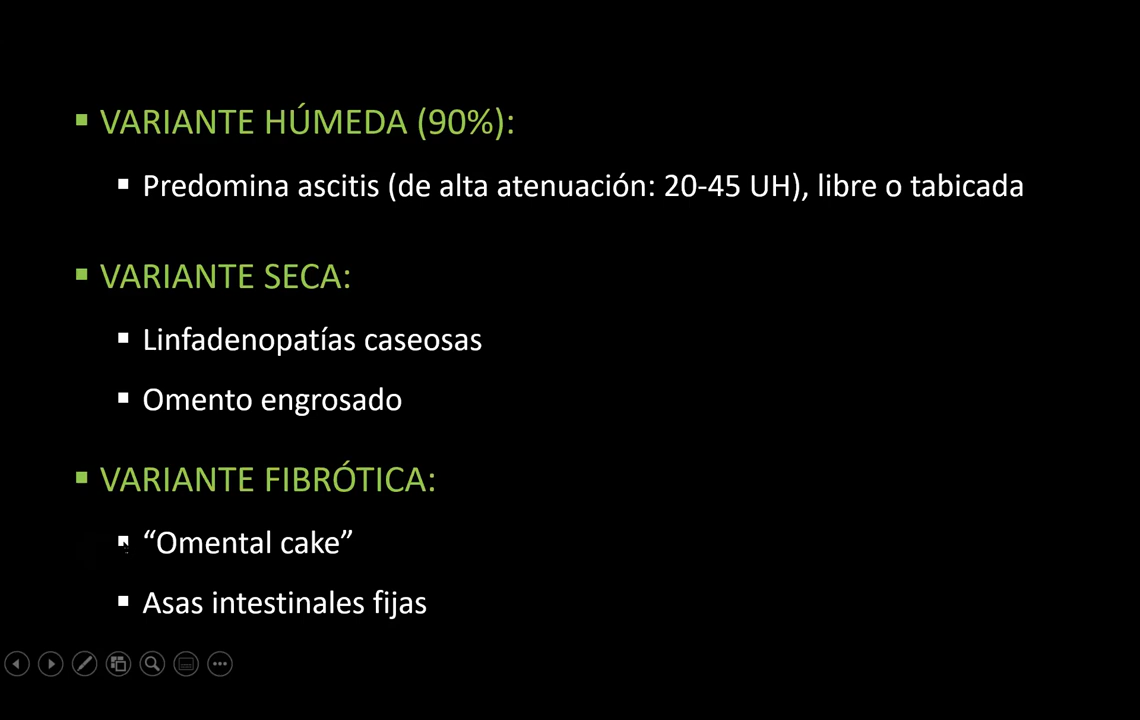 VARIANTE HÚMEDA (90%):
Predomina ascitis (de alta atenuación: 20-45 UH), libre o tabicada
VARIANTE SECA:
Linfadenopatías caseosas
Omento engrosado
VARIANTE FIBRÓTICA:
“Omental cake”
Asas intestinales fijas